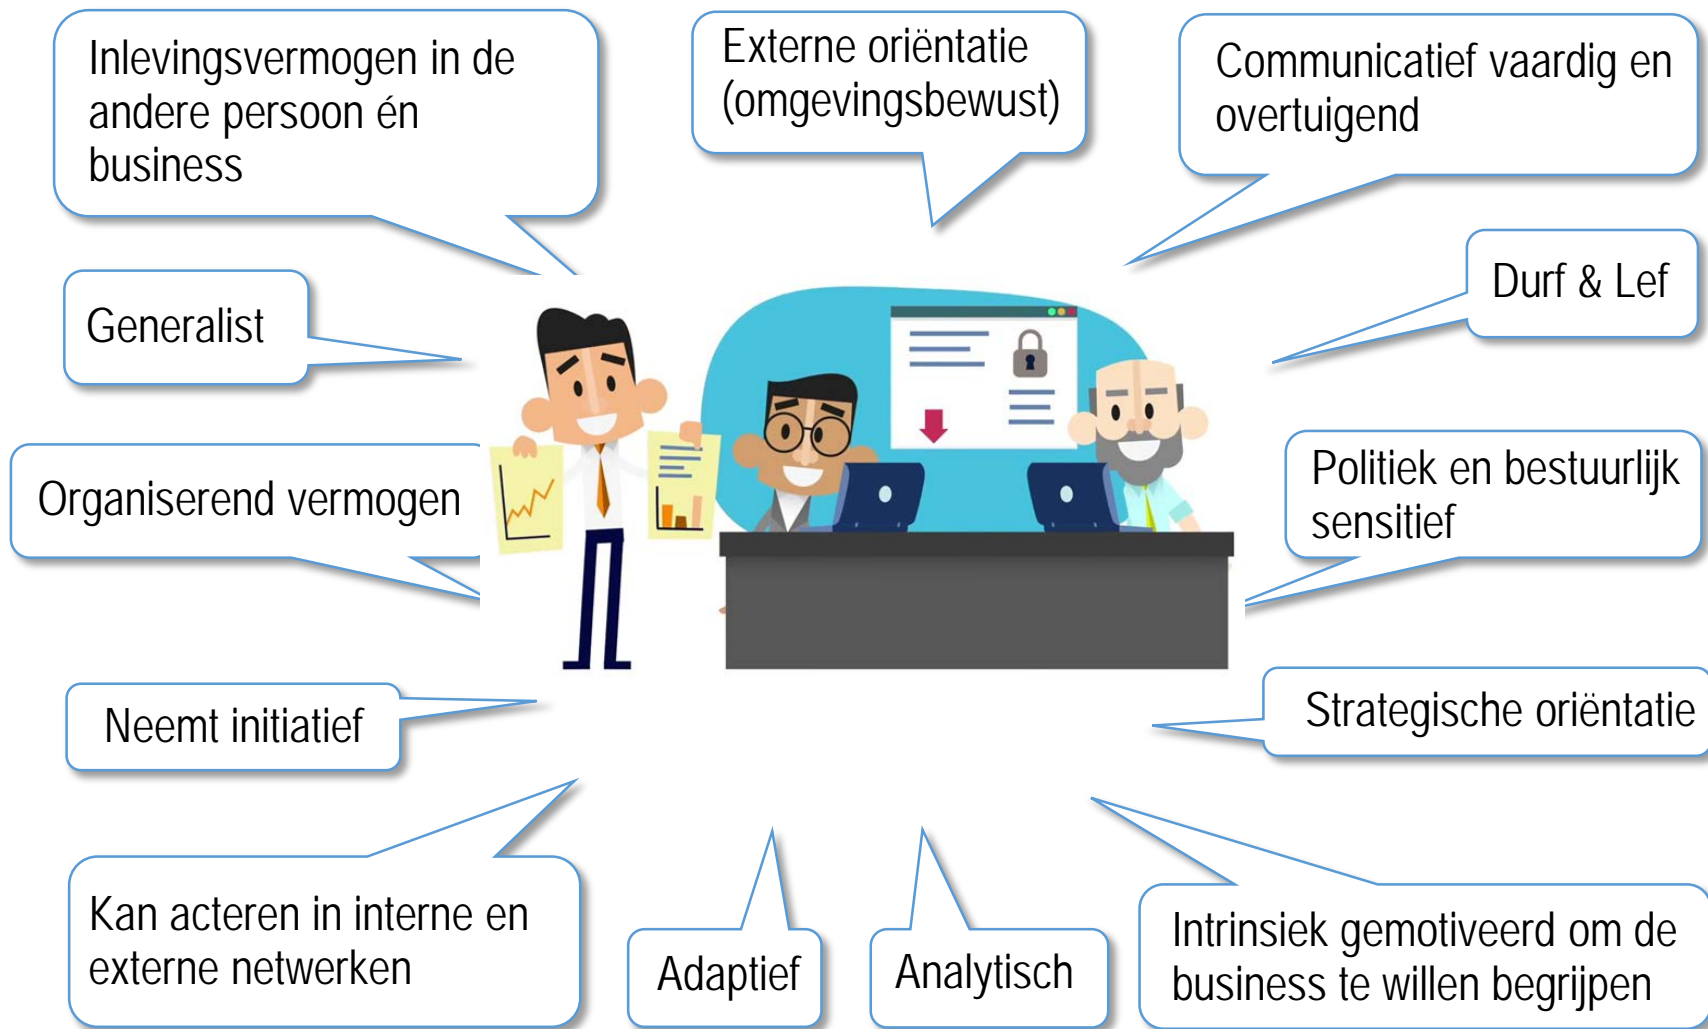 Inlevingsvermogen in de
andere persoon én
business
Externe oriëntatie
(omgevingsbewust)
Communicatief vaardig en
overtuigend
Generalist
Durf & Lef
Organiserend vermogen
Politiek en bestuurlijk
sensitief
Neemt initiatief
Strategische oriëntatie
Kan acteren in interne en
externe netwerken
Adaptief
Analytisch
Intrinsiek gemotiveerd om de
business te willen begrijpen